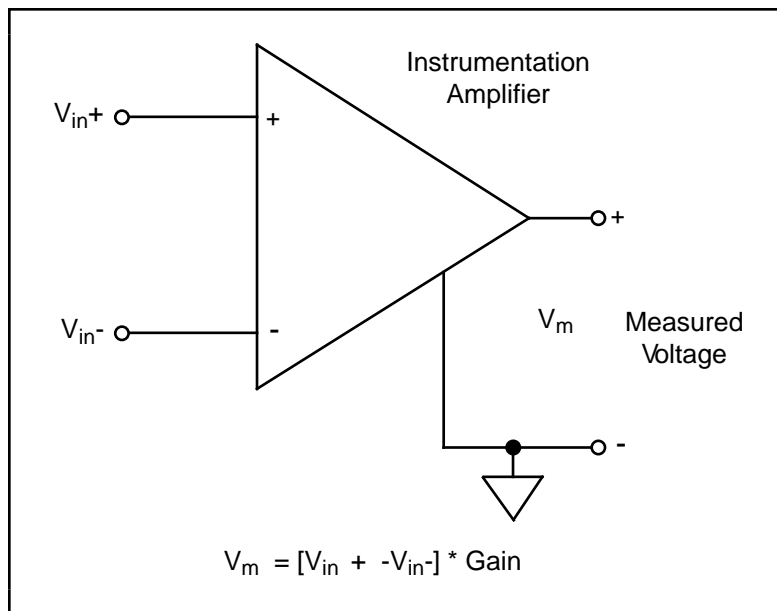 Instrumentation
Amplifier
Vin+
+
+
Vin-
-
Vm
Measured
Voltage
-
Vm = [Vin + -Vin-] * Gain